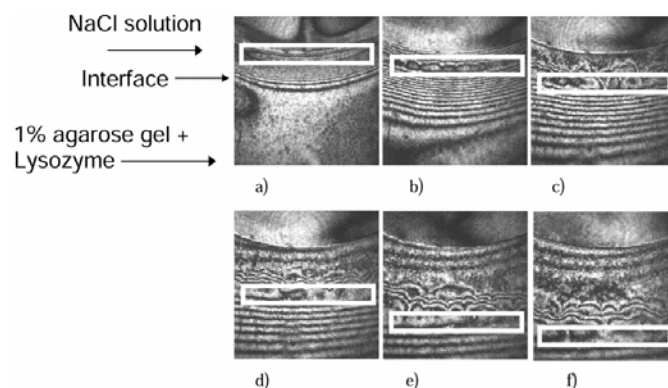 NaCl solution
Interface
1% agarose gel +
Lysozyme
a)
b)
c)
d)
e)
f)